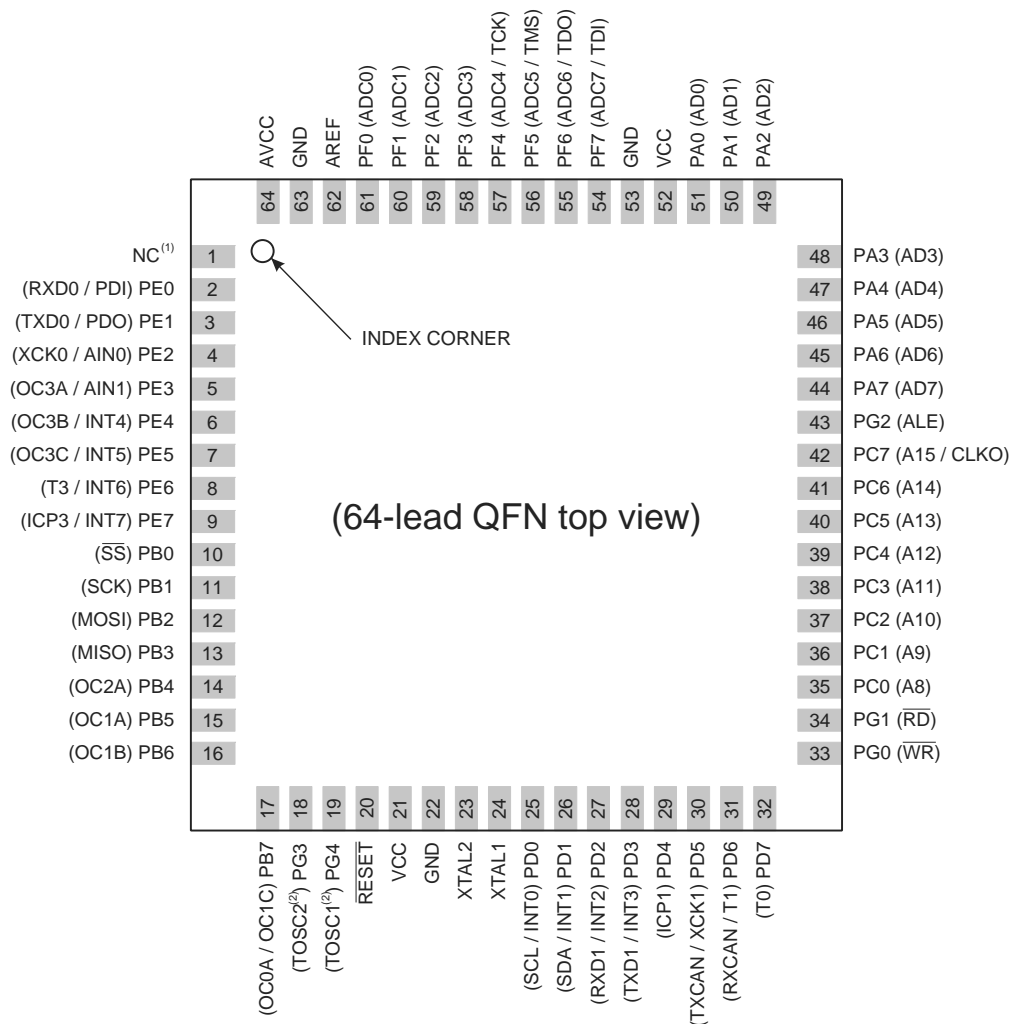 AVCC
GND
AREF
PF0 (ADC0)
PF1 (ADC1)
PF2 (ADC2)
PF3 (ADC3)
PF4 (ADC4 / TCK)
PF5 (ADC5 / TMS)
PF6 (ADC6 / TDO)
PF7 (ADC7 / TDI)
GND
VCC
PA0 (AD0)
PA1 (AD1)
PA2 (AD2)
64 63 62 61 60 59 58 57 56 55 54 53 52 51 50 49
NC(1) 1
(RXD0 / PDI) PE0 2
(TXD0 / PDO) PE1 3
(XCK0 / AIN0) PE2 4
(OC3A / AIN1) PE3 5
(OC3B / INT4) PE4 6
(OC3C / INT5) PE5 7
(T3 / INT6) PE6 8
(ICP3 / INT7) PE7 9
(S̅S̅) PB0 10
(SCK) PB1 11
(MOSI) PB2 12
(MISO) PB3 13
(OC2A) PB4 14
(OC1A) PB5 15
(OC1B) PB6 16
INDEX CORNER
(64-lead QFN top view)
48 PA3 (AD3)
47 PA4 (AD4)
46 PA5 (AD5)
45 PA6 (AD6)
44 PA7 (AD7)
43 PG2 (ALE)
42 PC7 (A15 / CLKO)
41 PC6 (A14)
40 PC5 (A13)
39 PC4 (A12)
38 PC3 (A11)
37 PC2 (A10)
36 PC1 (A9)
35 PC0 (A8)
34 PG1 (R̅D̅)
33 PG0 (W̅R̅)
17 18 19 20 21 22 23 24 25 26 27 28 29 30 31 32
(OC0A / OC1C) PB7
(TOSC2(2)) PG3
(TOSC1(2)) PG4
R̅E̅S̅E̅T̅
VCC
GND
XTAL2
XTAL1
(SCL / INT0) PD0
(SDA / INT1) PD1
(RXD1 / INT2) PD2
(TXD1 / INT3) PD3
(ICP1) PD4
(TXCAN / XCK1) PD5
(RXCAN / T1) PD6
(T0) PD7